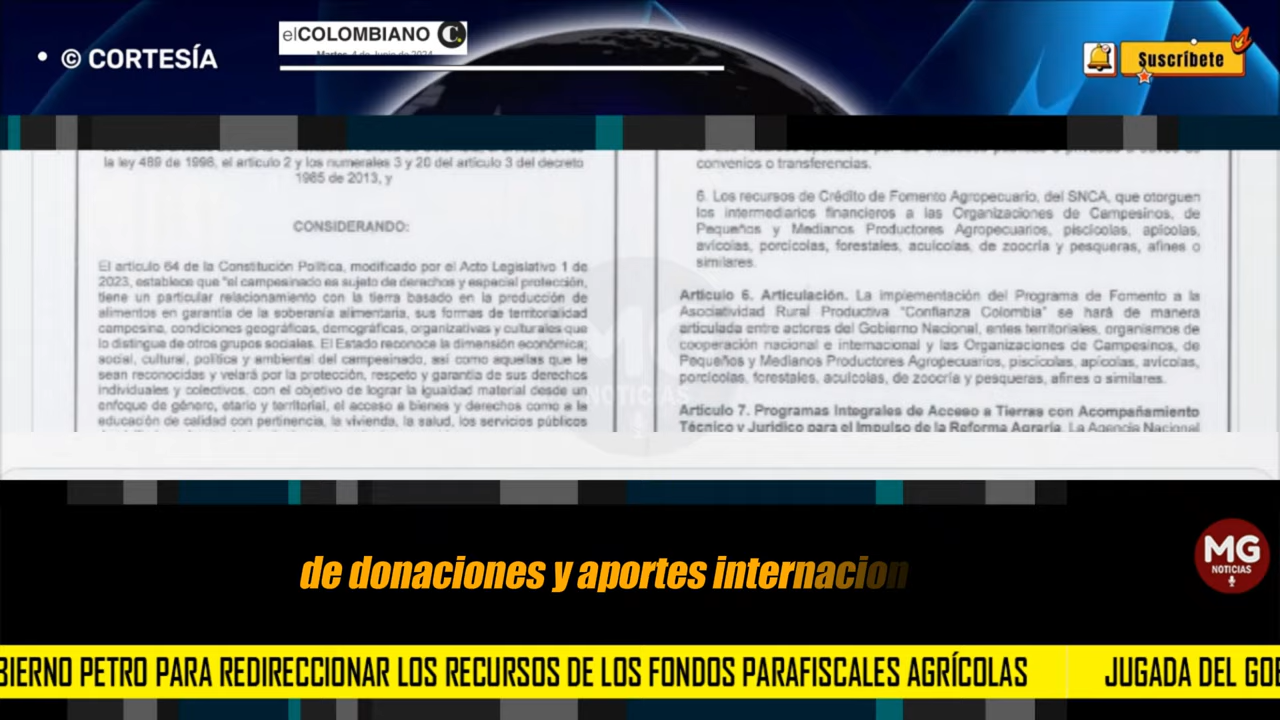 • © CORTESÍA
elCOLOMBIANO C
Martes, 4 de Junio de 2024
Suscríbete
la ley 489 de 1998, el artículo 2 y los numerales 3 y 20 del artículo 3 del decreto
1985 de 2013, y
CONSIDERANDO:
El artículo 64 de la Constitución Política, modificado por el Acto Legislativo 1 de
2023, establece que "el campesinado es sujeto de derechos y especial protección,
tiene un particular relacionamiento con la tierra basado en la producción de
alimentos en garantía de la soberanía alimentaria, sus formas de territorialidad
campesina, condiciones geográficas, demográficas, organizativas y culturales que
lo distingue de otros grupos sociales. El Estado reconoce la dimensión económica;
social, cultural, política y ambiental del campesinado, así como aquellas que le
sean reconocidas y velará por la protección, respeto y garantía de sus derechos
individuales y colectivos, con el objetivo de lograr la igualdad material desde un
enfoque de género, etario y territorial, el acceso a bienes y derechos como a la
educación de calidad con pertinencia, la vivienda, la salud, los servicios públicos
convenios o transferencias.
6. Los recursos de Crédito de Fomento Agropecuario, del SNCA, que otorguen
los intermediarios financieros a las Organizaciones de Campesinos, de
Pequeños y Medianos Productores Agropecuarios, piscícolas, apícolas,
avícolas, porcícolas, forestales, acuícolas, de zoocría y pesqueras, afines o
similares.
Artículo 6. Articulación. La implementación del Programa de Fomento a la
Asociatividad Rural Productiva "Confianza Colombia" se hará de manera
articulada entre actores del Gobierno Nacional, entes territoriales, organismos de
cooperación nacional e internacional y las Organizaciones de Campesinos, de
Pequeños y Medianos Productores Agropecuarios, piscícolas, apícolas, avícolas,
porcícolas, forestales, acuícolas, de zoocría y pesqueras, afines o similares.
Artículo 7. Programas Integrales de Acceso a Tierras con Acompañamiento
Técnico y Jurídico para el Impulso de la Reforma Agraria. La Agencia Nacional
MG
NOTICIAS
de donaciones y aportes internacion
MG
NOTICIAS
BIERNO PETRO PARA REDIRECCIONAR LOS RECURSOS DE LOS FONDOS PARAFISCALES AGRÍCOLAS JUGADA DEL GOB